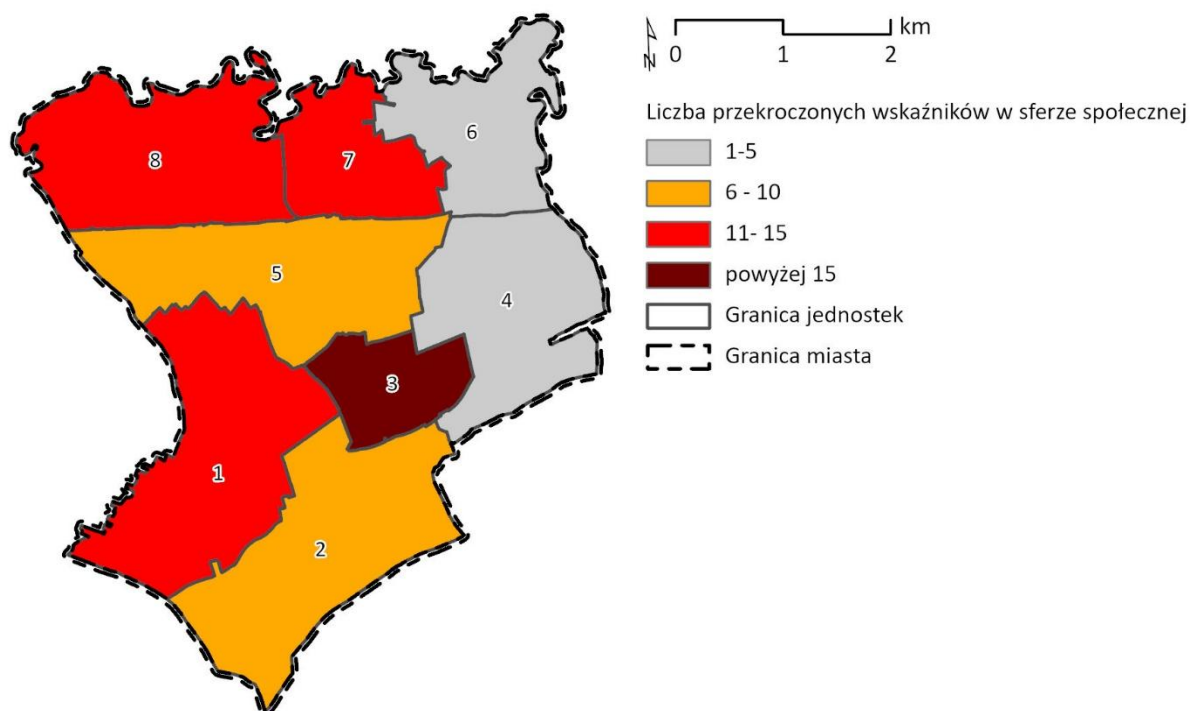 km
0 1 2
N
Liczba przekroczonych wskaźników w sferze społecznej
1-5
6 - 10
11- 15
powyżej 15
Granica jednostek
Granica miasta
6
8
7
5
4
3
1
2